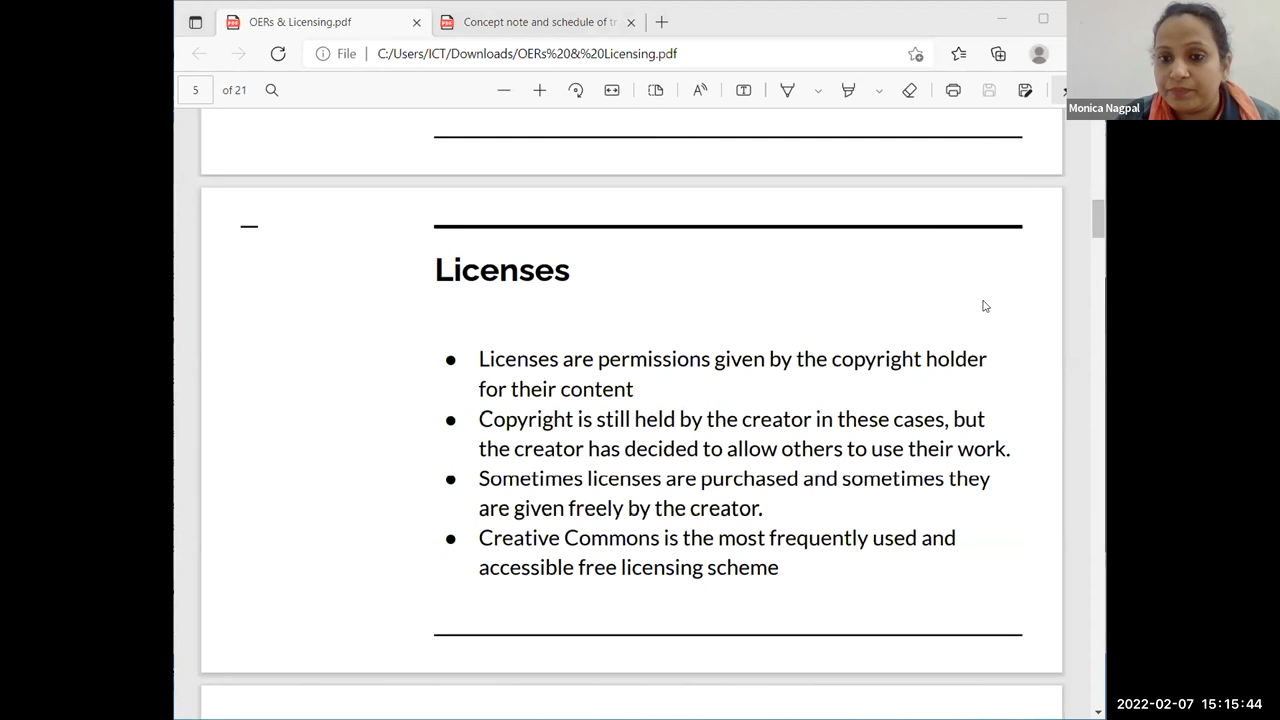 OERs & Licensing.pdf
Concept note and schedule of tr
File
C:/Users/ICT/Downloads/OERs%20&%20Licensing.pdf
5 of 21
Monica Nagpal
Licenses
● Licenses are permissions given by the copyright holder
for their content
● Copyright is still held by the creator in these cases, but
the creator has decided to allow others to use their work.
● Sometimes licenses are purchased and sometimes they
are given freely by the creator.
● Creative Commons is the most frequently used and
accessible free licensing scheme
2022-02-07 15:15:44